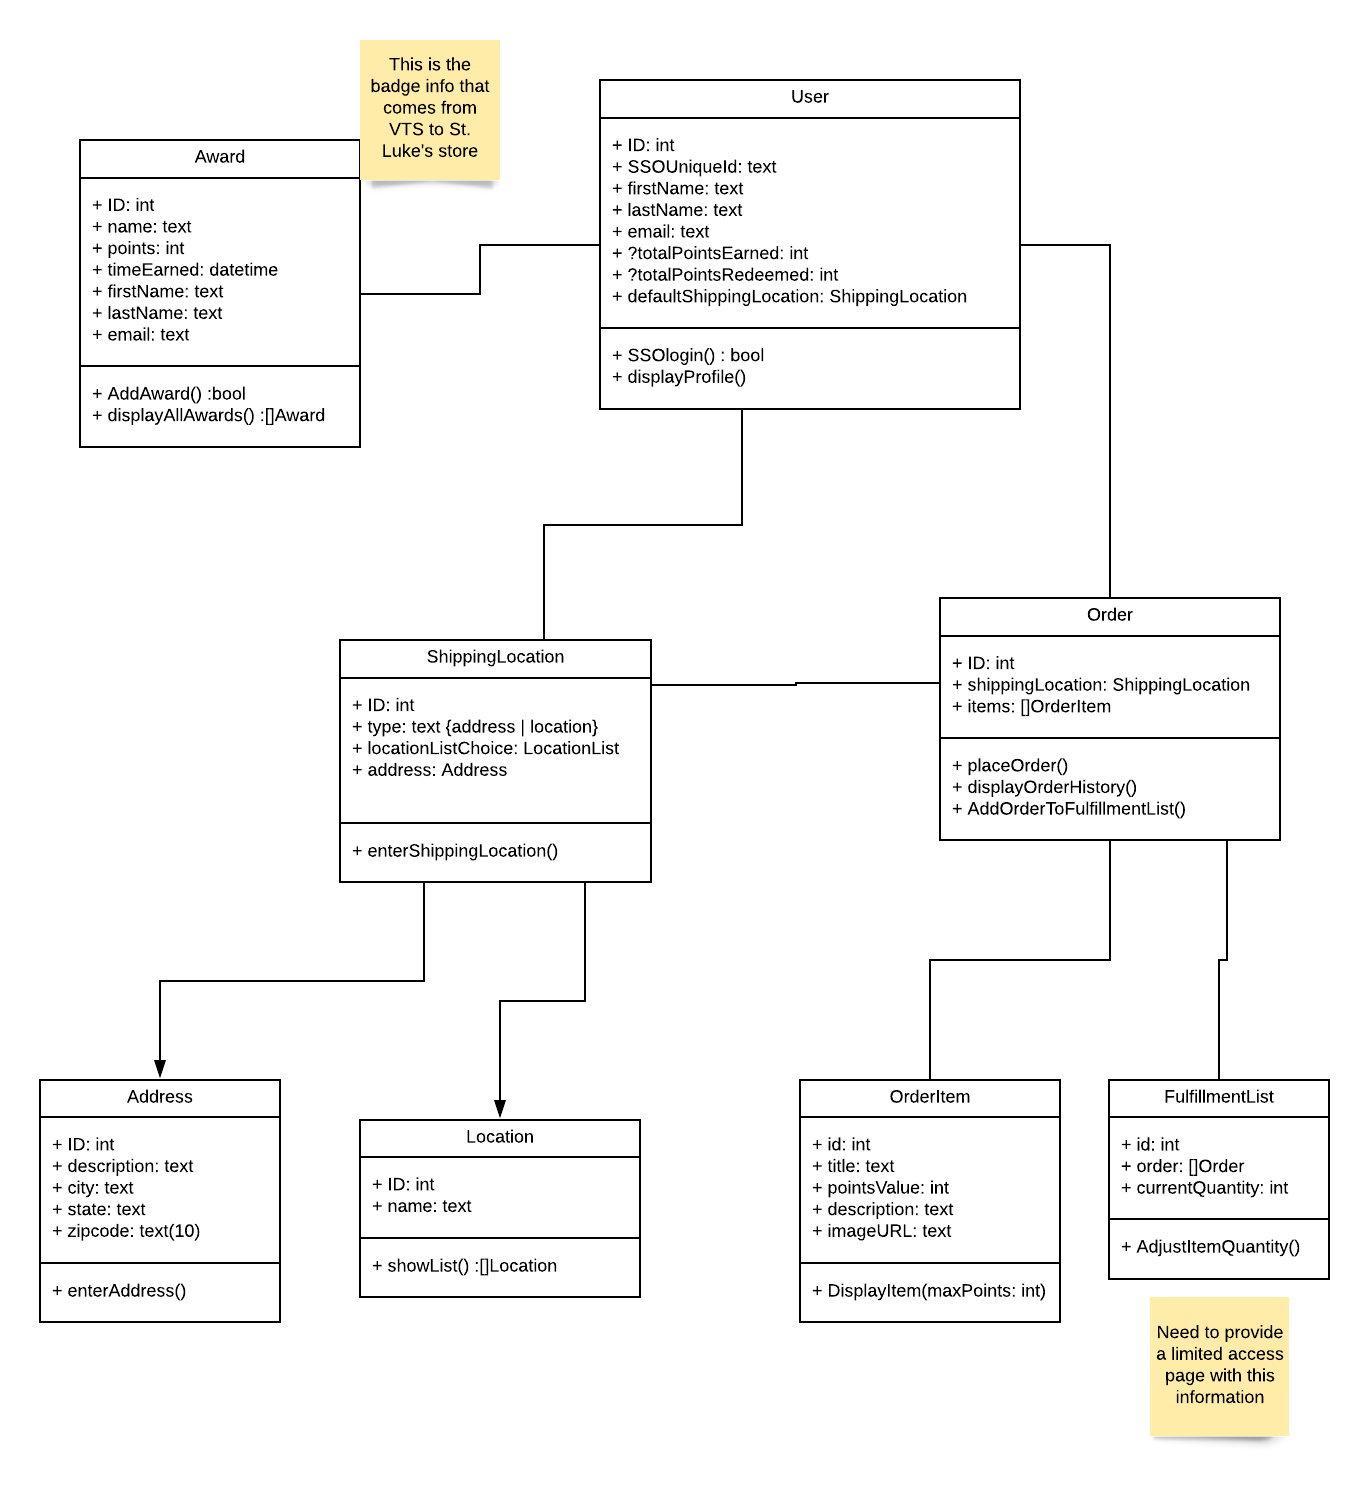 This is the
badge info that
comes from
VTS to St.
Luke's store
Award
+ ID: int
+ name: text
+ points: int
+ timeEarned: datetime
+ firstName: text
+ lastName: text
+ email: text
+ AddAward() :bool
+ displayAllAwards() :[]Award
User
+ ID: int
+ SSOUniqueId: text
+ firstName: text
+ lastName: text
+ email: text
+ ?totalPointsEarned: int
+ ?totalPointsRedeemed: int
+ defaultShippingLocation: ShippingLocation
+ SSOlogin() : bool
+ displayProfile()
ShippingLocation
+ ID: int
+ type: text {address | location}
+ locationListChoice: LocationList
+ address: Address
+ enterShippingLocation()
Order
+ ID: int
+ shippingLocation: ShippingLocation
+ items: []OrderItem
+ placeOrder()
+ displayOrderHistory()
+ AddOrderToFulfillmentList()
Address
+ ID: int
+ description: text
+ city: text
+ state: text
+ zipcode: text(10)
+ enterAddress()
Location
+ ID: int
+ name: text
+ showList() :[]Location
OrderItem
+ id: int
+ title: text
+ pointsValue: int
+ description: text
+ imageURL: text
+ DisplayItem(maxPoints: int)
FulfillmentList
+ id: int
+ order: []Order
+ currentQuantity: int
+ AdjustItemQuantity()
Need to provide
a limited access
page with this
information